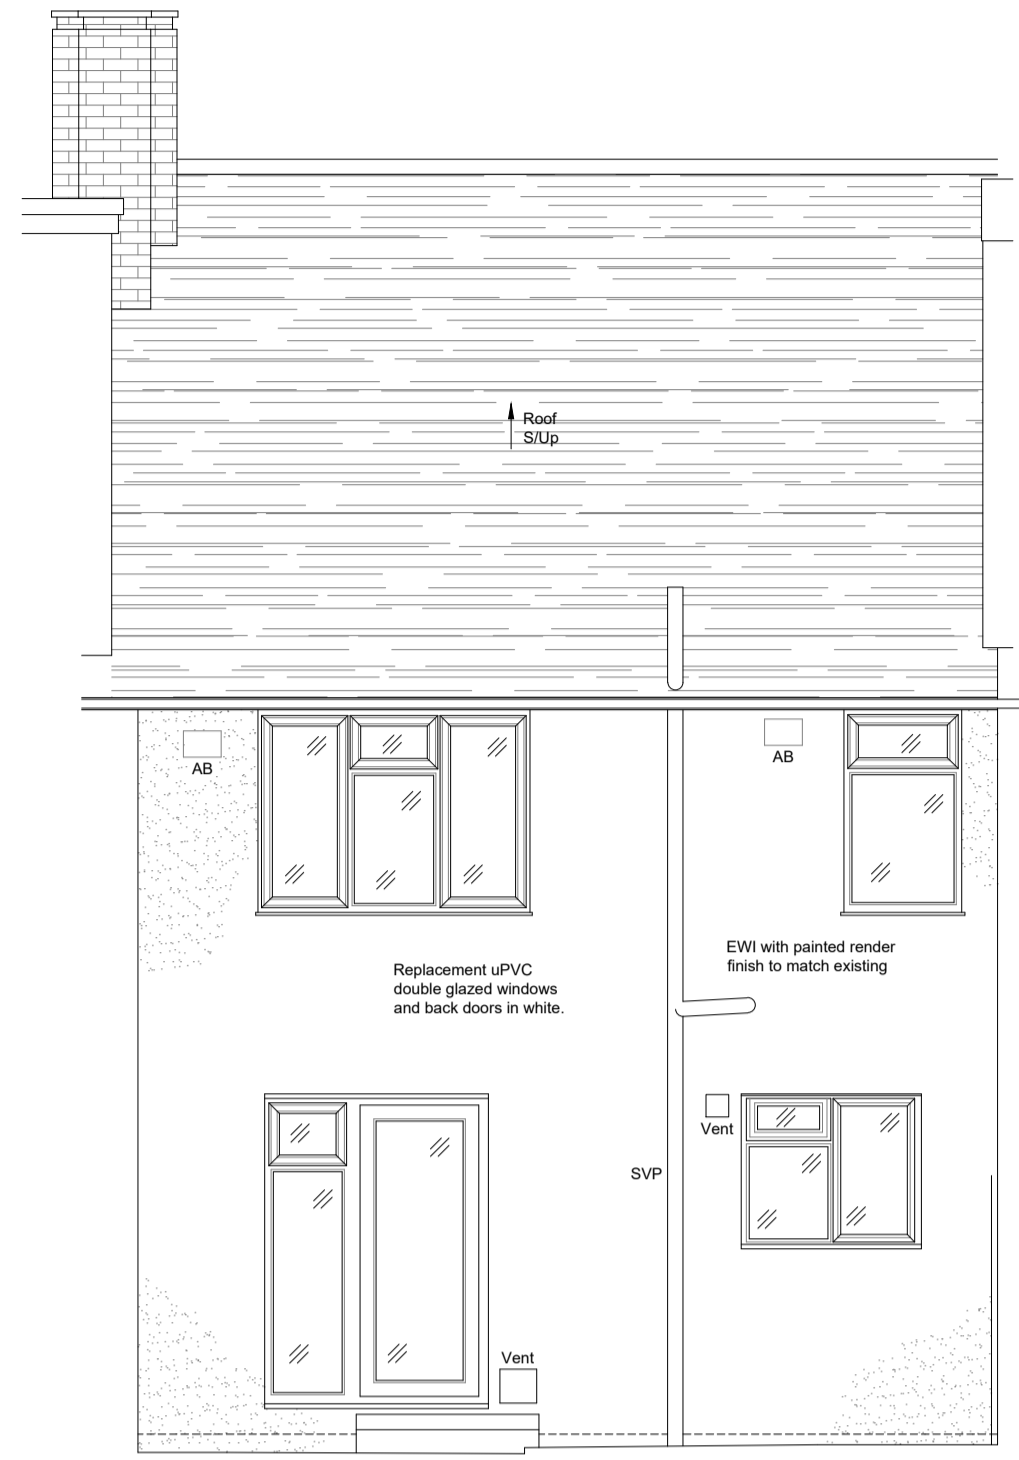 Roof
S/Up
AB
AB
EWI with painted render
finish to match existing
Replacement uPVC
double glazed windows
and back doors in white.
Vent
SVP
Vent